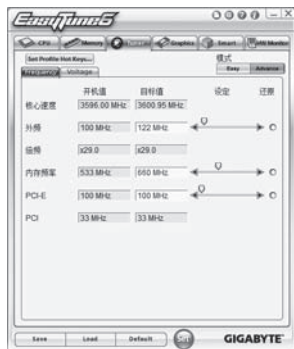 EasyTune6
CPU Memory Tuner Graphics Smart HW Monitor
Set Profile Hot Keys... 模式
Easy Advance
Frequency Voltage
开机值 目标值 设定 还原
核心速度 3596.00 MHz 3600.95 MHz
外频 100 MHz 122 MHz
倍频 x29.0 x29.0
内存频率 533 MHz 660 MHz
PCI-E 100 MHz 100 MHz
PCI 33 MHz 33 MHz
Save Load Default Set GIGABYTE